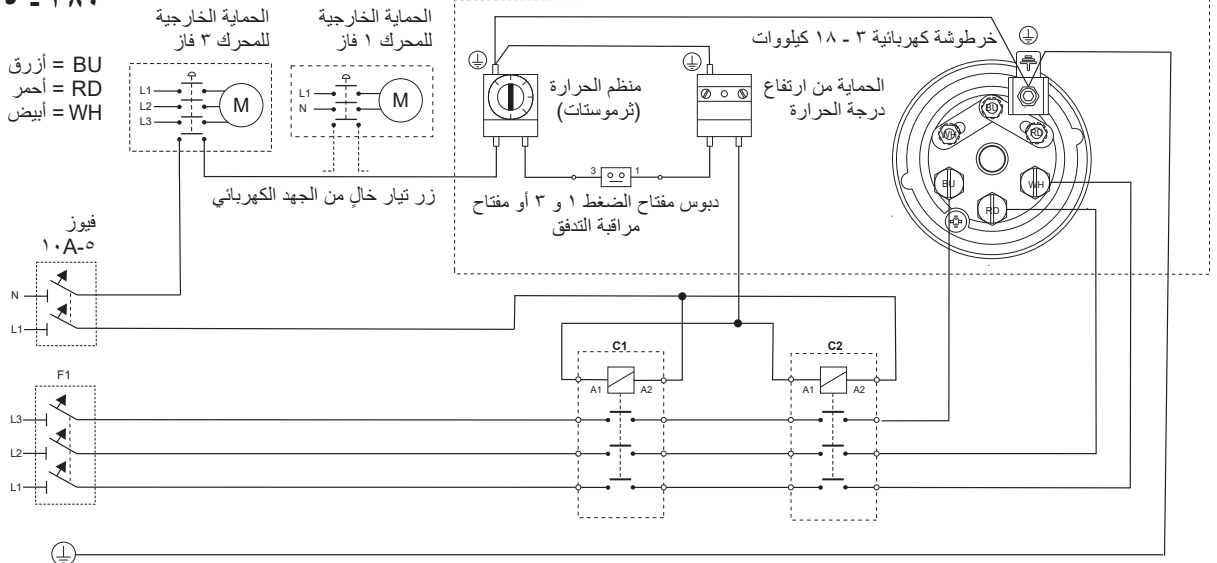 الحماية الخارجية
للمحرك ٣ فاز
الحماية الخارجية
للمحرك ١ فاز
BU = أزرق
RD = أحمر
WH = أبيض
L1
L2
L3
M
L1
N
M
منظم الحرارة
(ثرموستات)
الحماية من ارتفاع
درجة الحرارة
خرطوشة كهربائية ٣ - ١٨ كيلووات
BU
WH
RD
BU
WH
RD
3
1
زر تيار خالٍ من الجهد الكهربائي
دبوس مفتاح الضغط ١ و ٣ أو مفتاح
مراقبة التدفق
فيوز
١٠A-٥
N
L1
C1
A1
A2
C2
A1
A2
F1
L3
L2
L1